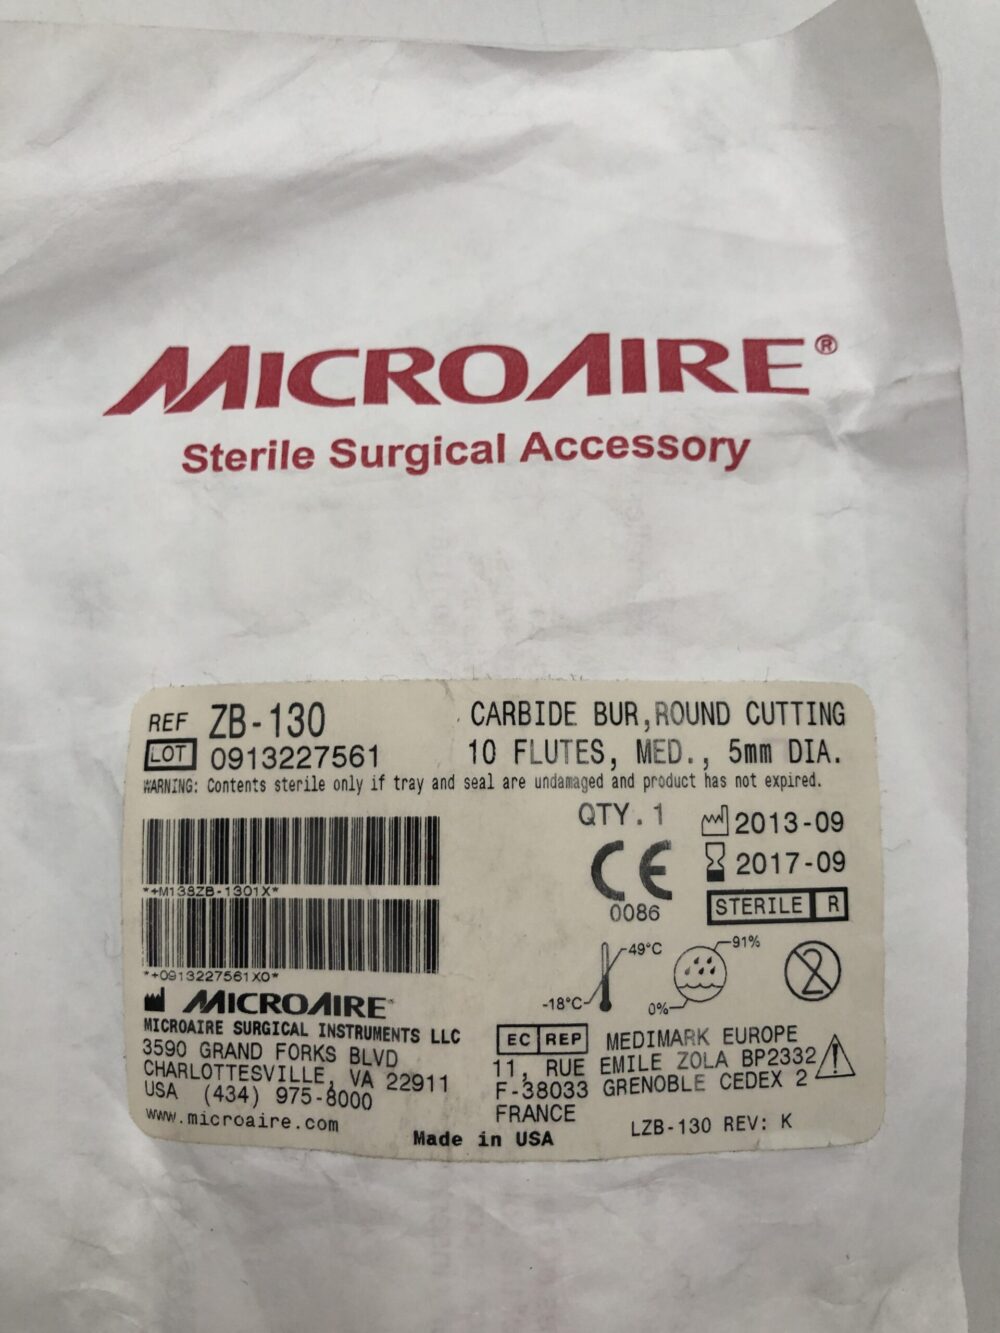 MICROAIRE®
Sterile Surgical Accessory
REF ZB-130
LOT 0913227561
CARBIDE BUR,ROUND CUTTING
10 FLUTES, MED., 5mm DIA.
WARNING: Contents sterile only if tray and seal are undamaged and product has not expired.
QTY.1
2013-09
2017-09
CE
0086
STERILE R
*+M138ZB-1301X*
*+0913227561X0*
49°C
-18°C
91%
0%
2
MICROAIRE
MICROAIRE SURGICAL INSTRUMENTS LLC
3590 GRAND FORKS BLVD
CHARLOTTESVILLE, VA 22911
USA (434) 975-8000
www.microaire.com
EC REP MEDIMARK EUROPE
11, RUE EMILE ZOLA BP2332
F-38033 GRENOBLE CEDEX 2
FRANCE
Made in USA
LZB-130 REV: K